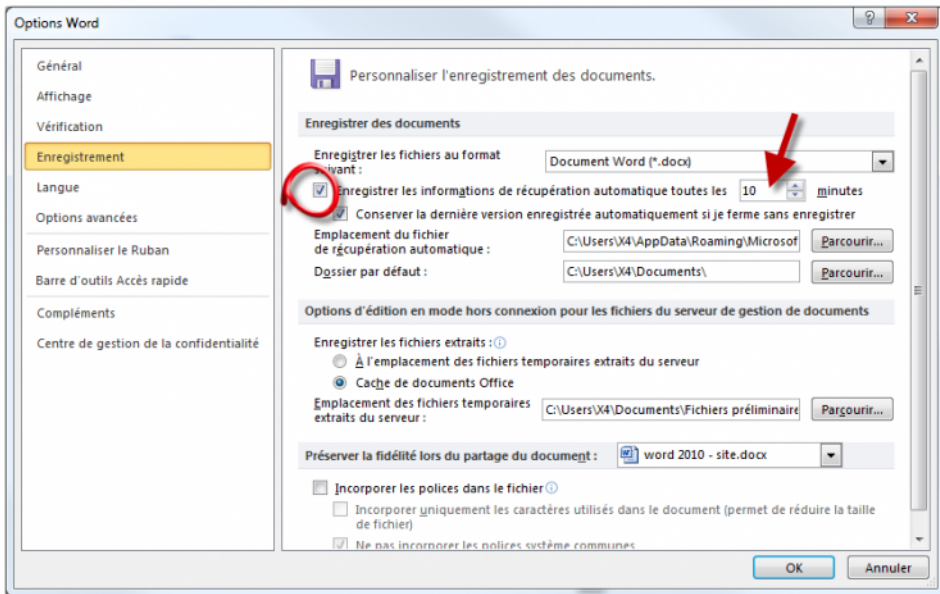 Options Word
Général
Affichage
Vérification
Enregistrement
Langue
Options avancées
Personnaliser le Ruban
Barre d'outils Accès rapide
Compléments
Centre de gestion de la confidentialité
Personnaliser l'enregistrement des documents.
Enregistrer des documents
Enregistrer les fichiers au format
suivant :
Document Word (*.docx)
Enregistrer les informations de récupération automatique toutes les 10 minutes
Conserver la dernière version enregistrée automatiquement si je ferme sans enregistrer
Emplacement du fichier
de récupération automatique :
C:\Users\X4\AppData\Roaming\Microsof
Parcourir...
Dossier par défaut :
C:\Users\X4\Documents\
Parcourir...
Options d'édition en mode hors connexion pour les fichiers du serveur de gestion de documents
Enregistrer les fichiers extraits :
À l'emplacement des fichiers temporaires extraits du serveur
Cache de documents Office
Emplacement des fichiers temporaires
extraits du serveur :
C:\Users\X4\Documents\Fichiers préliminaire
Parcourir...
Préserver la fidélité lors du partage du document :
word 2010 - site.docx
Incorporer les polices dans le fichier
Incorporer uniquement les caractères utilisés dans le document (permet de réduire la taille
de fichier)
Ne pas incorporer les polices système communes
OK
Annuler